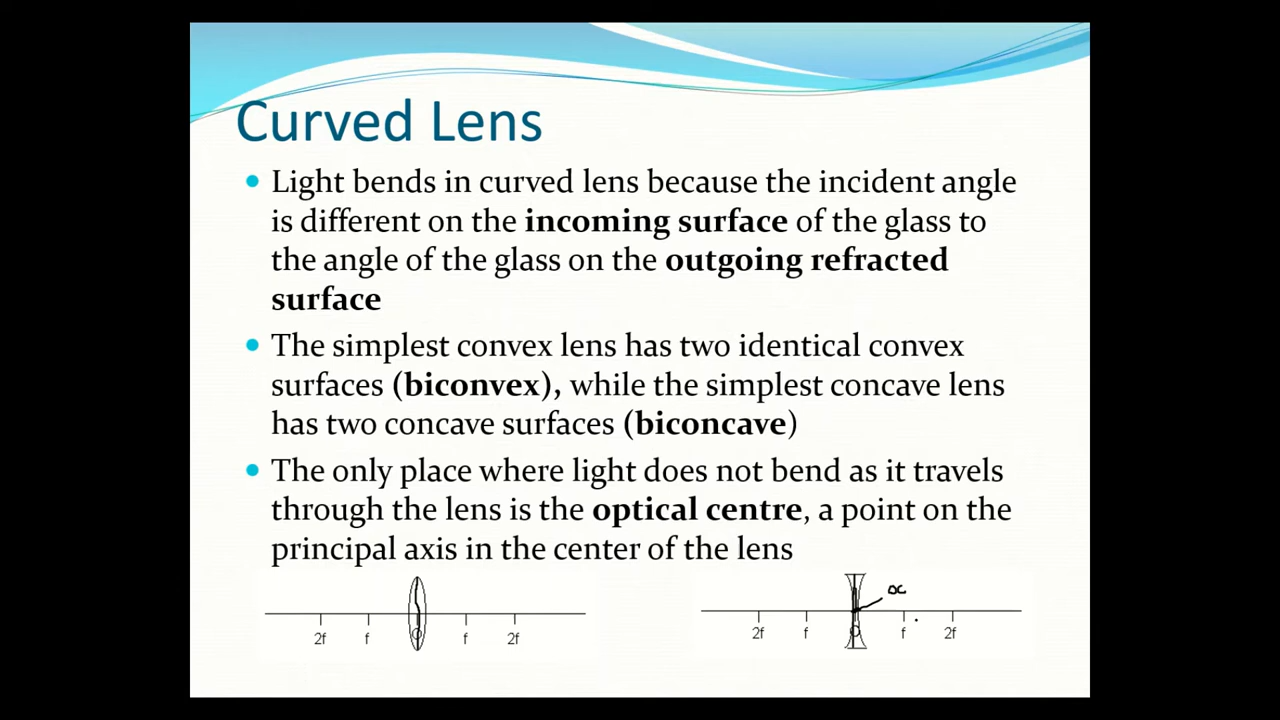 Curved Lens
Light bends in curved lens because the incident angle
is different on the incoming surface of the glass to
the angle of the glass on the outgoing refracted
surface
The simplest convex lens has two identical convex
surfaces (biconvex), while the simplest concave lens
has two concave surfaces (biconcave)
The only place where light does not bend as it travels
through the lens is the optical centre, a point on the
principal axis in the center of the lens
2f f O f 2f
oc
2f f O f 2f